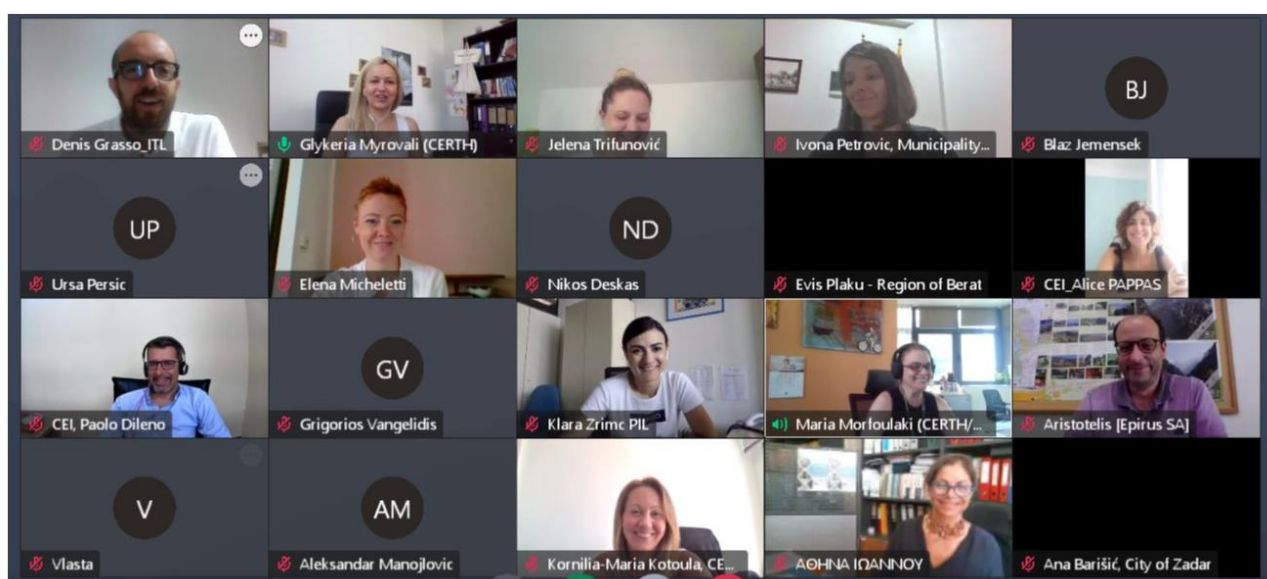 Denis Grasso_ITL
Glykeria Myrovali (CERTH)
Jelena Trifunović
Ivona Petrovic, Municipality...
BJ
Blaz Jemensek
UP
Ursa Persic
Elena Micheletti
ND
Nikos Deskas
Evis Plaku - Region of Berat
CEI_Alice PAPPAS
CEI, Paolo Dileno
GV
Grigorios Vangelidis
Klara Zrimc PIL
Maria Morfoulaki (CERTH/...
Aristotelis [Epirus SA]
V
Vlasta
AM
Aleksandar Manojlovic
Kornilia-Maria Kotoula, CE...
ΑΘΗΝΑ ΙΩΑΝΝΟΥ
Ana Barišić, City of Zadar